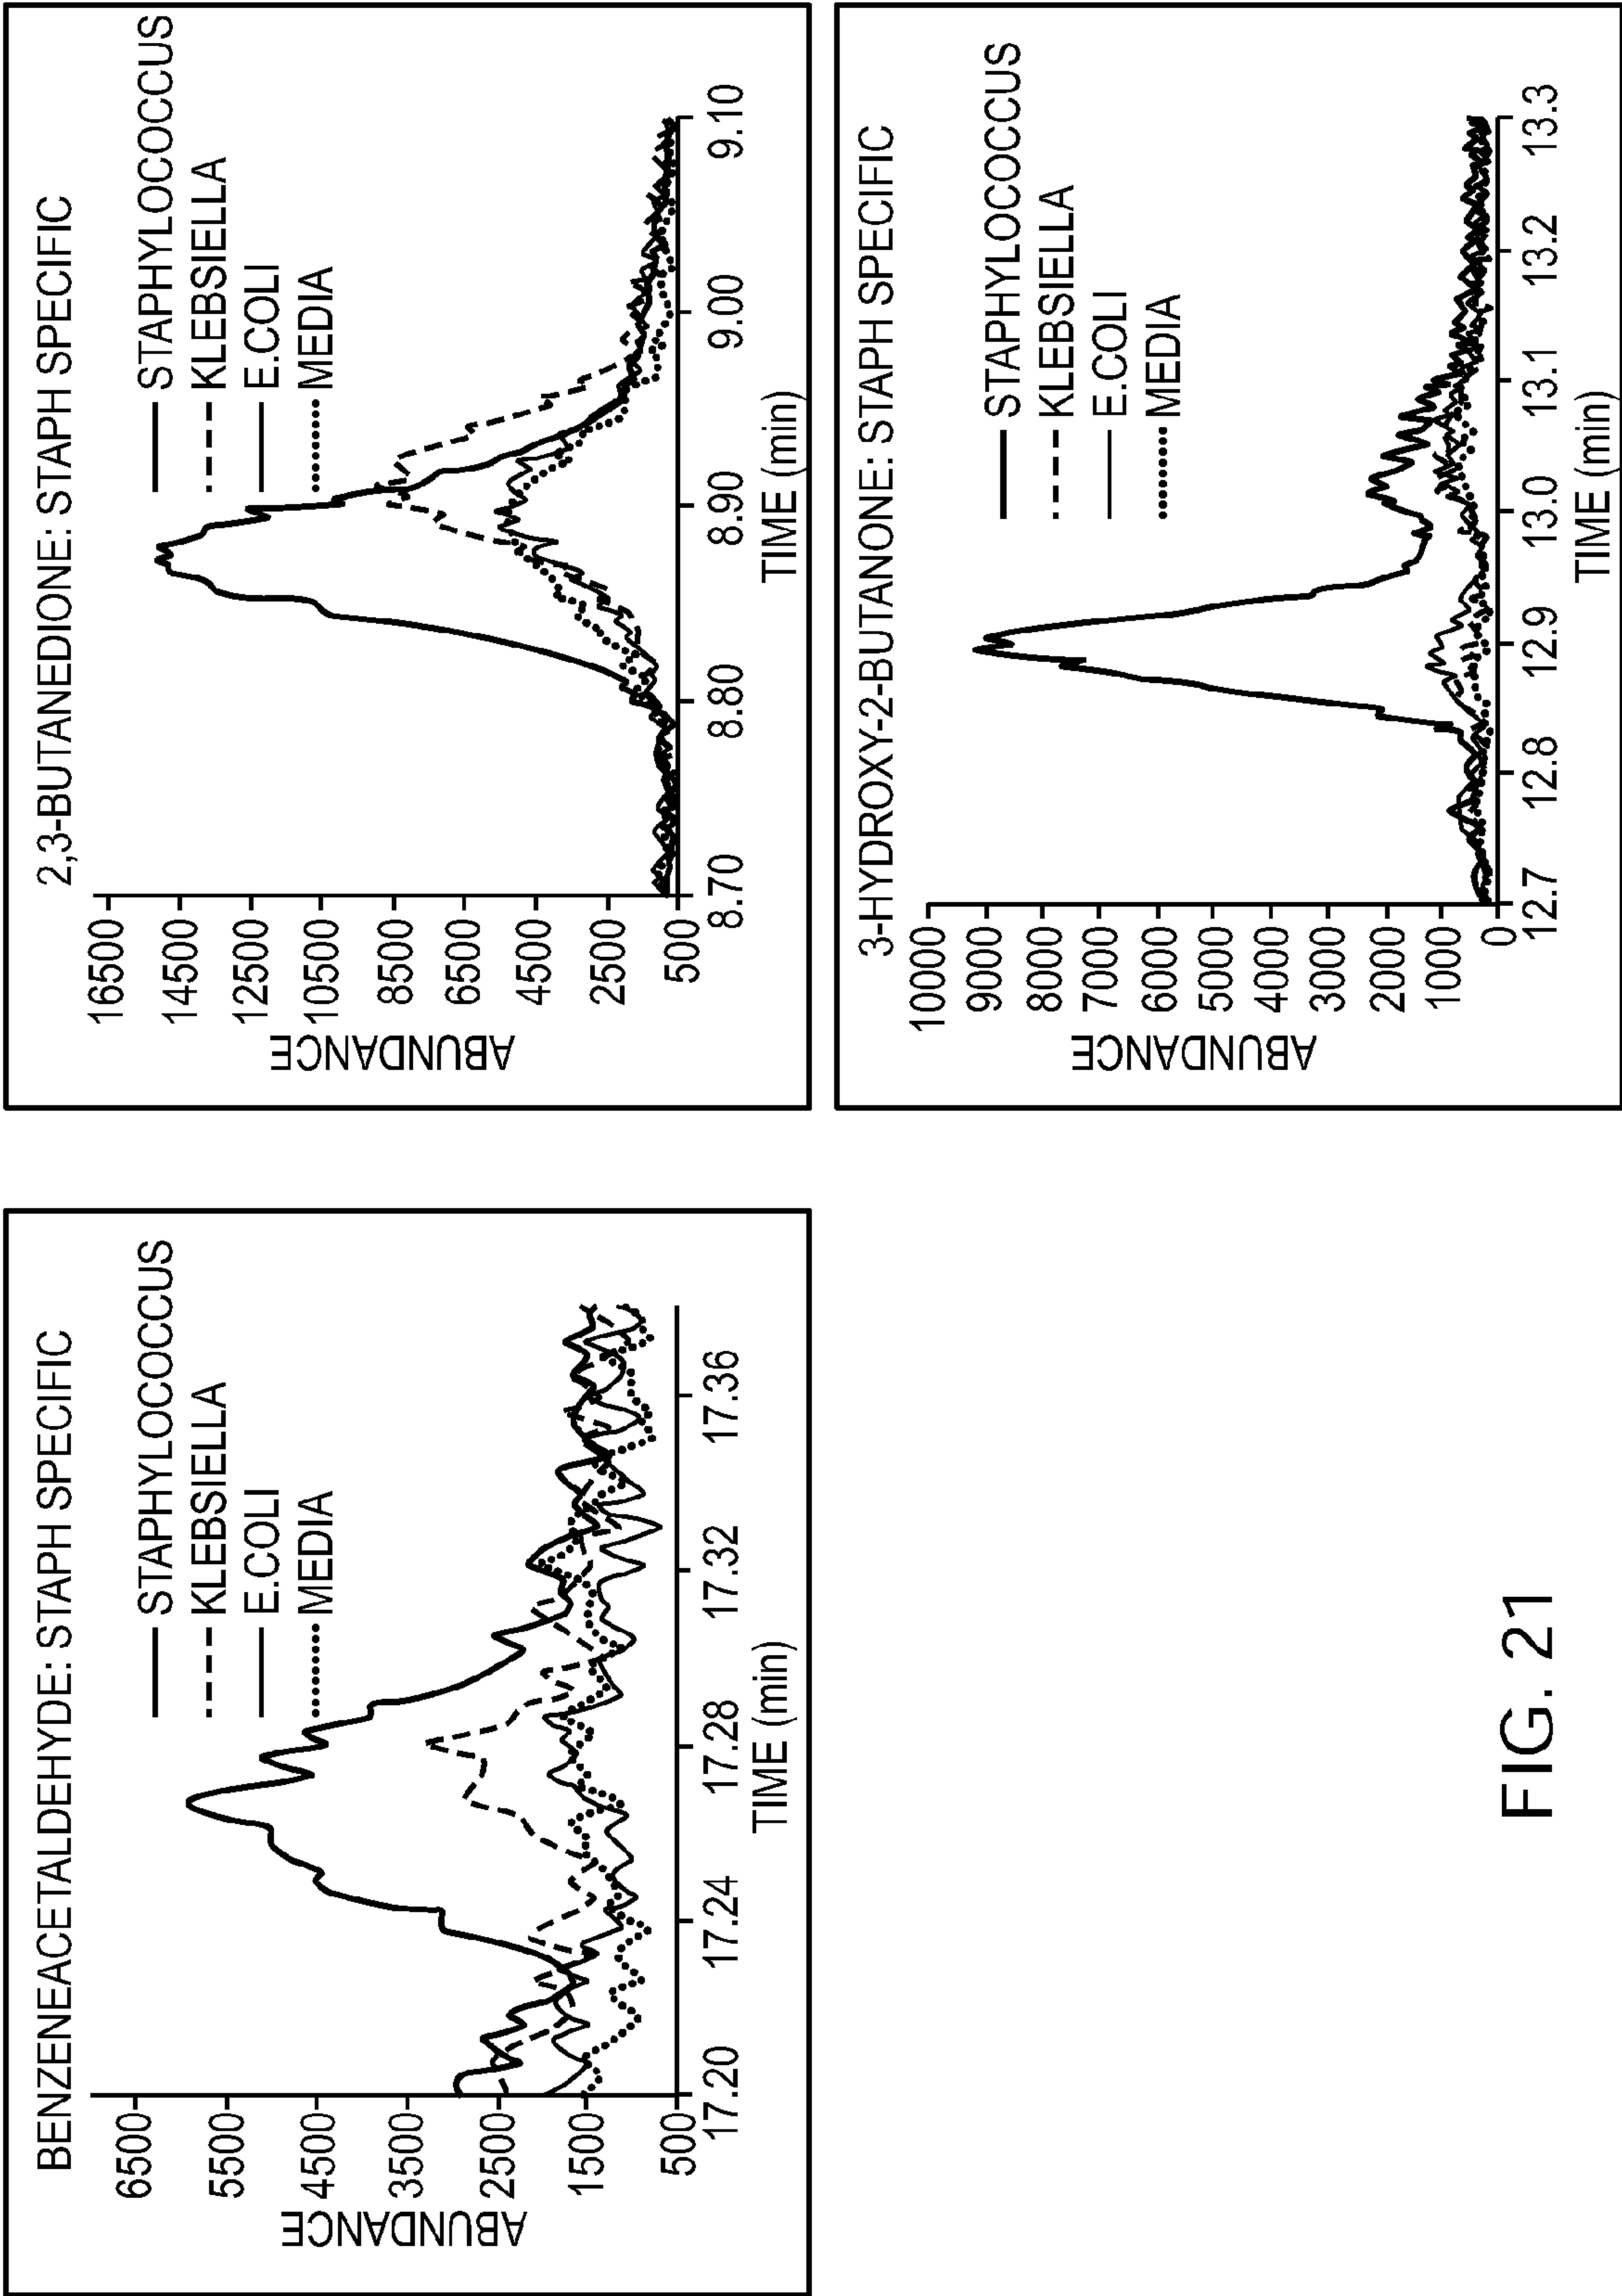 BENZENEACETALDEHYDE: STAPH SPECIFIC
STAPHYLOCOCCUS
KLEBSIELLA
E.COLI
MEDIA
ABUNDANCE
6500
5500
4500
3500
2500
1500
500
17.20 17.24 17.28 17.32 17.36
TIME (min)
2,3-BUTANEDIONE: STAPH SPECIFIC
STAPHYLOCOCCUS
KLEBSIELLA
E.COLI
MEDIA
ABUNDANCE
16500
14500
12500
10500
8500
6500
4500
2500
500
8.70 8.80 8.90 9.00 9.10
TIME (min)
3-HYDROXY-2-BUTANONE: STAPH SPECIFIC
STAPHYLOCOCCUS
KLEBSIELLA
E.COLI
MEDIA
ABUNDANCE
10000
9000
8000
7000
6000
5000
4000
3000
2000
1000
0
12.7 12.8 12.9 13.0 13.1 13.2 13.3
TIME (min)
FIG. 21